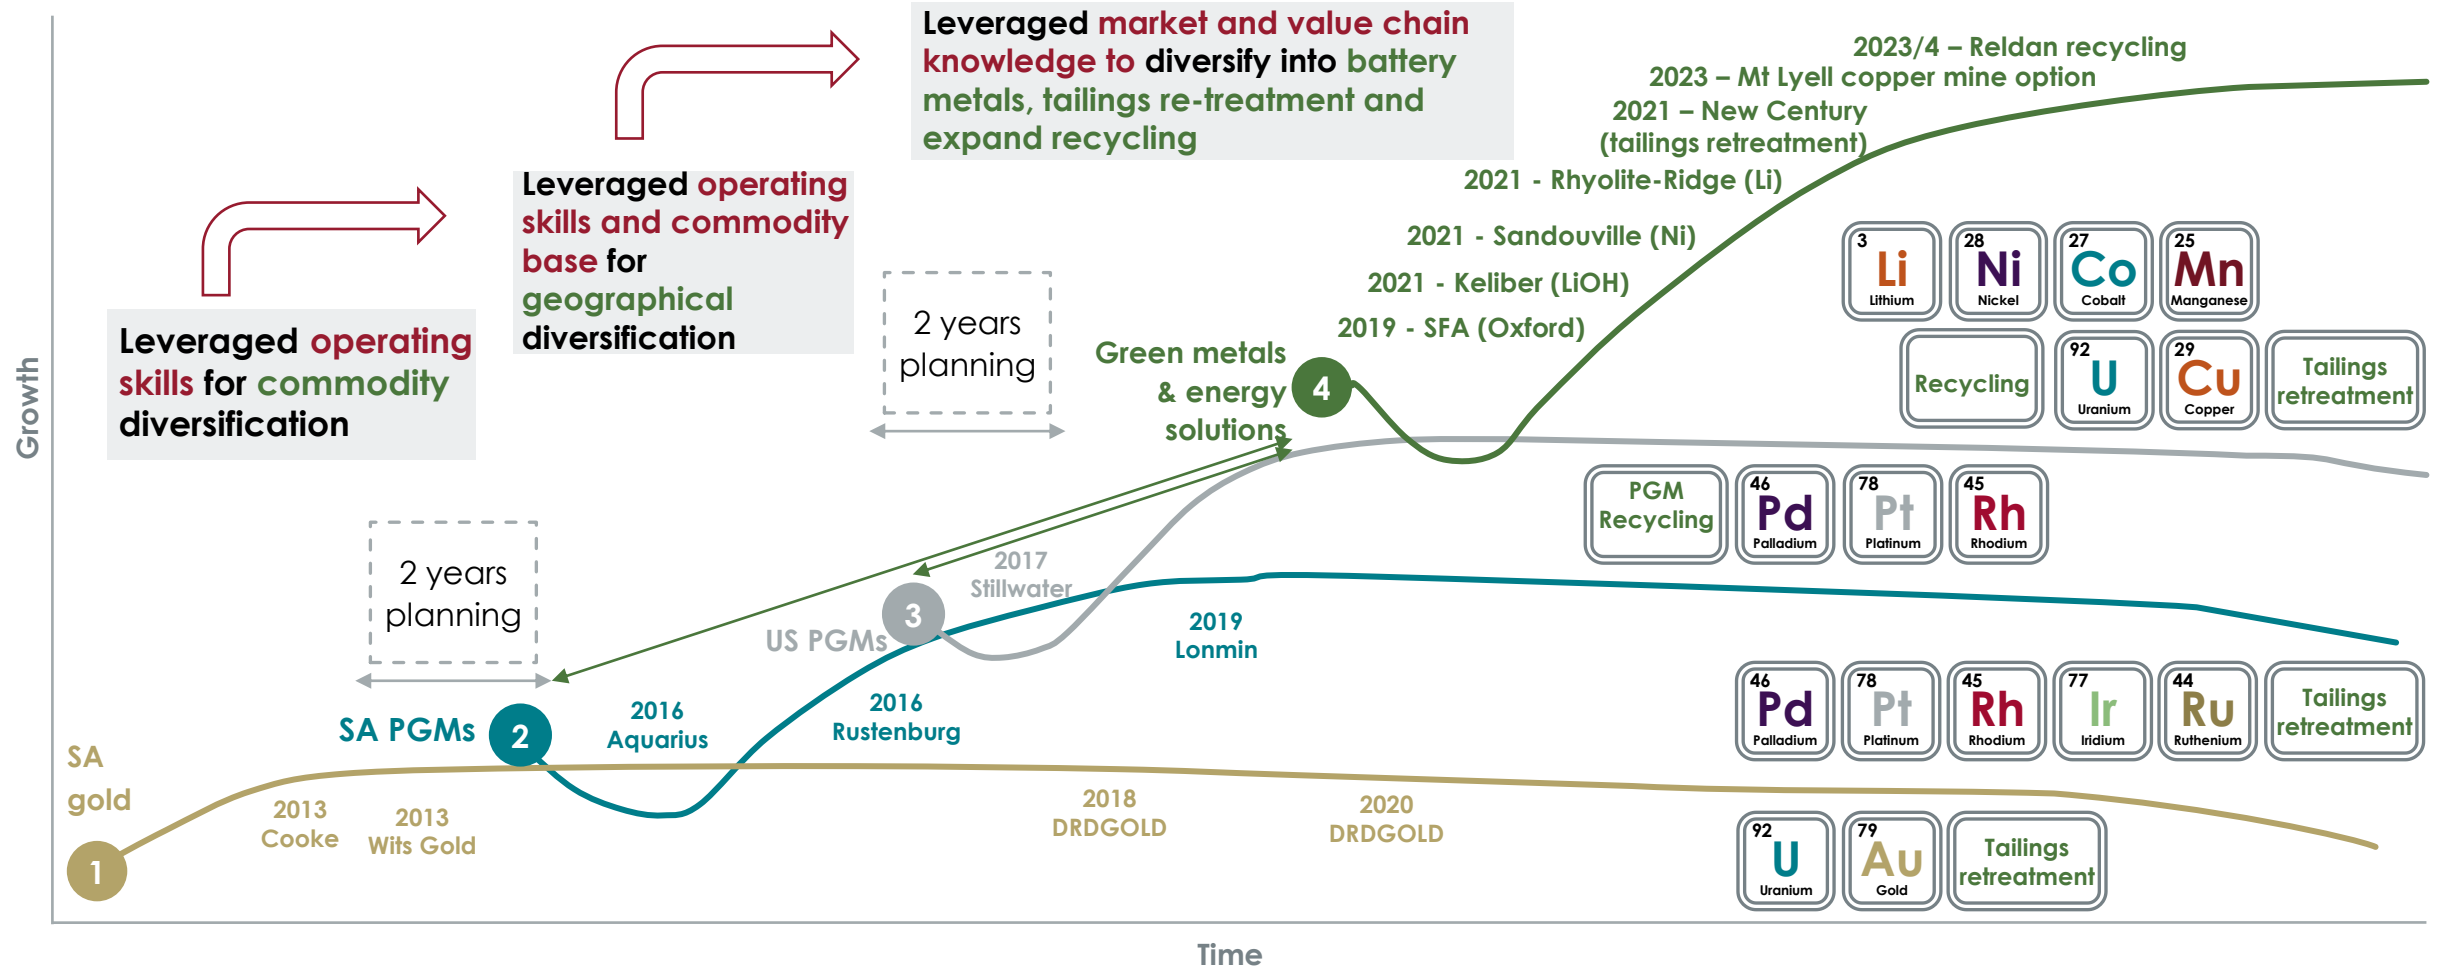 Leveraged market and value chain
knowledge to diversify into battery
metals, tailings re-treatment and
expand recycling
Leveraged operating
skills and commodity
base for
geographical
diversification
Leveraged operating
skills for commodity
diversification
2 years
planning
2 years
planning
Growth
Time
SA
gold
1
2013
Cooke
2013
Wits Gold
2018
DRDGOLD
2020
DRDGOLD
SA PGMs
2
2016
Aquarius
2016
Rustenburg
2019
Lonmin
US PGMs
3
2017
Stillwater
Green metals
& energy
solutions
4
2019 - SFA (Oxford)
2021 - Keliber (LiOH)
2021 - Sandouville (Ni)
2021 - Rhyolite-Ridge (Li)
2021 – New Century
(tailings retreatment)
2023 – Mt Lyell copper mine option
2023/4 – Reldan recycling
3
Li
Lithium
28
Ni
Nickel
27
Co
Cobalt
25
Mn
Manganese
Recycling
92
U
Uranium
29
Cu
Copper
Tailings
retreatment
PGM
Recycling
46
Pd
Palladium
78
Pt
Platinum
45
Rh
Rhodium
46
Pd
Palladium
78
Pt
Platinum
45
Rh
Rhodium
77
Ir
Iridium
44
Ru
Ruthenium
Tailings
retreatment
92
U
Uranium
79
Au
Gold
Tailings
retreatment